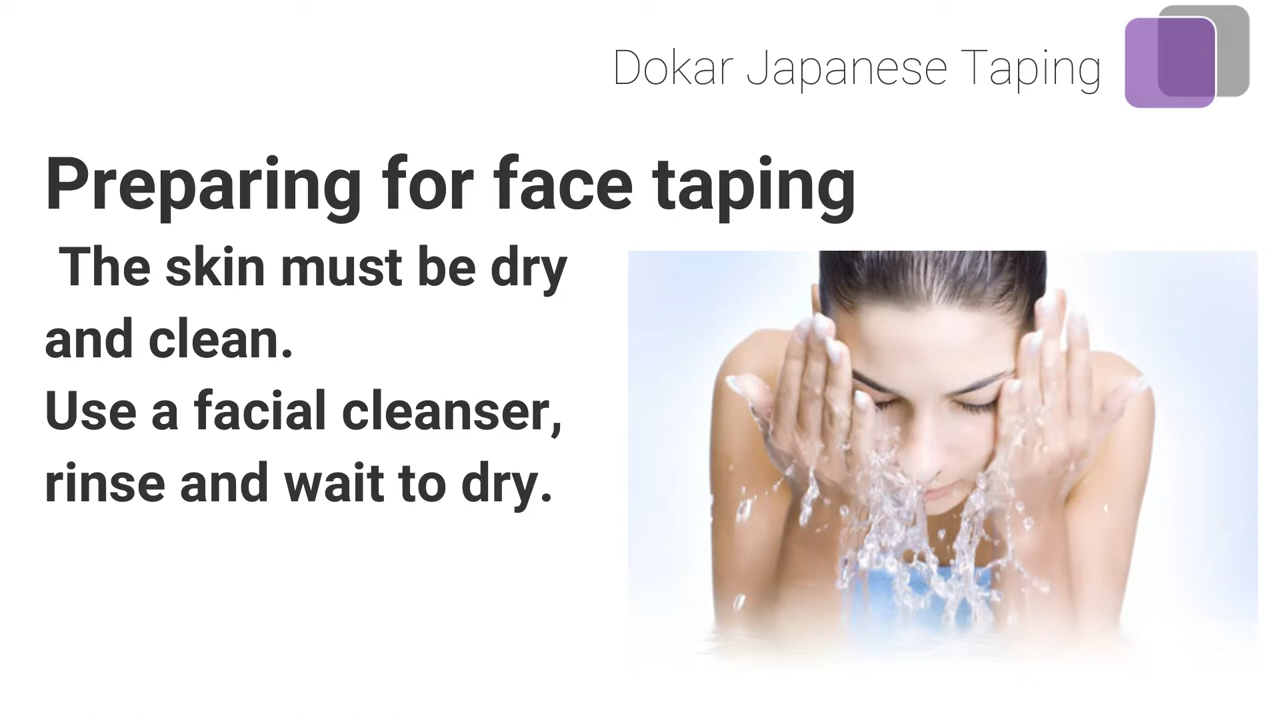 Dokar Japanese Taping
Preparing for face taping
The skin must be dry
and clean.
Use a facial cleanser,
rinse and wait to dry.